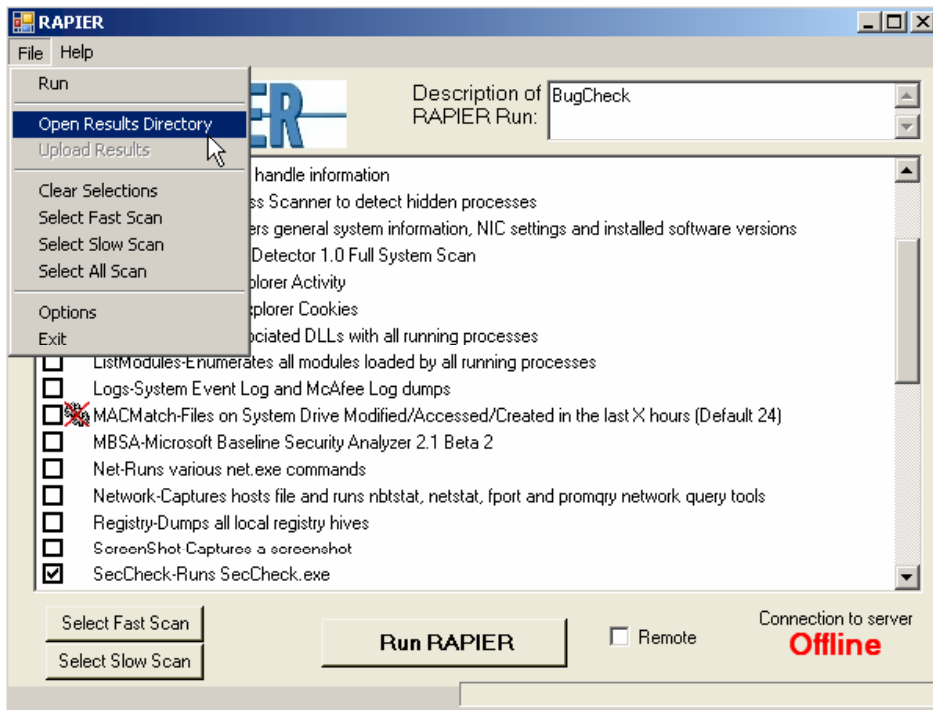 RAPIER
File Help
Run
Open Results Directory
Upload Results
Clear Selections
Select Fast Scan
Select Slow Scan
Select All Scan
Options
Exit
ER
Description of
RAPIER Run:
BugCheck
handle information
ss Scanner to detect hidden processes
ers general system information, NIC settings and installed software versions
Detector 1.0 Full System Scan
plorer Activity
xplorer Cookies
ociated DLLs with all running processes
ListModules-Enumerates all modules loaded by all running processes
Logs-System Event Log and McAfee Log dumps
MACMatch-Files on System Drive Modified/Accessed/Created in the last X hours (Default 24)
MBSA-Microsoft Baseline Security Analyzer 2.1 Beta 2
Net-Runs various net.exe commands
Network-Captures hosts file and runs nbtstat, netstat, fport and promqry network query tools
Registry-Dumps all local registry hives
ScreenShot-Captures a screenshot
SecCheck-Runs SecCheck.exe
Select Fast Scan
Select Slow Scan
Run RAPIER
Remote
Connection to server
Offline